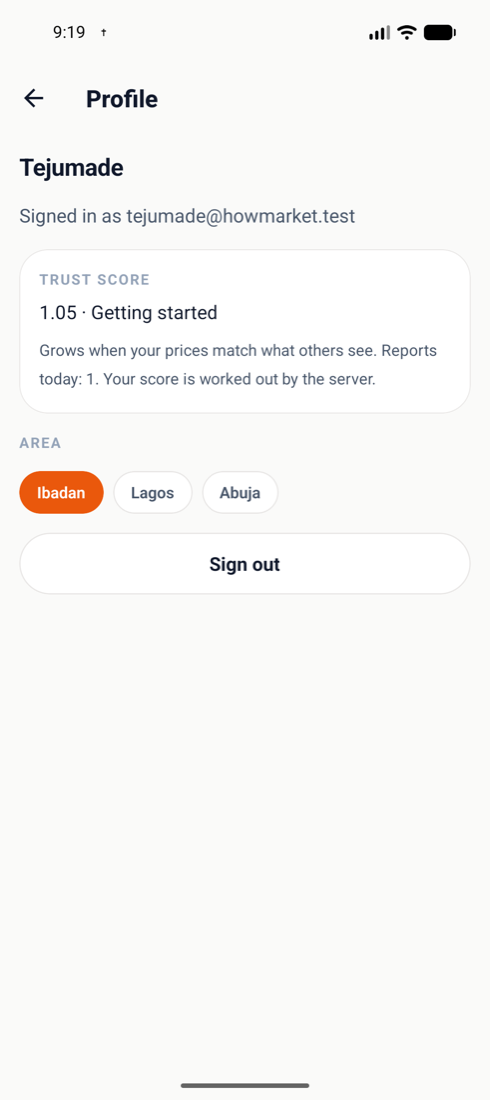 9:19
Profile
Tejumade
Signed in as tejumade@howmarket.test
TRUST SCORE
1.05 · Getting started
Grows when your prices match what others see. Reports
today: 1. Your score is worked out by the server.
AREA
Ibadan Lagos Abuja
Sign out